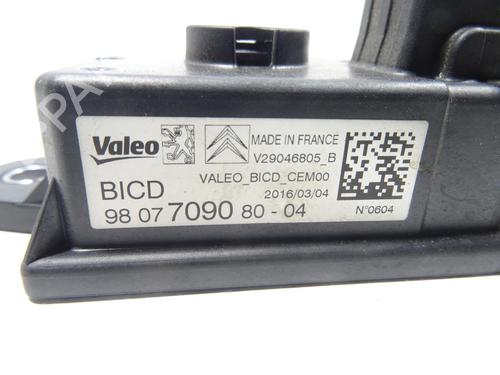 Valeo
MADE IN FRANCE
V29046805_B
VALEO_BICD_CEM00
2016/03/04
BICD
98 07 7090 80 - 04
N°0604